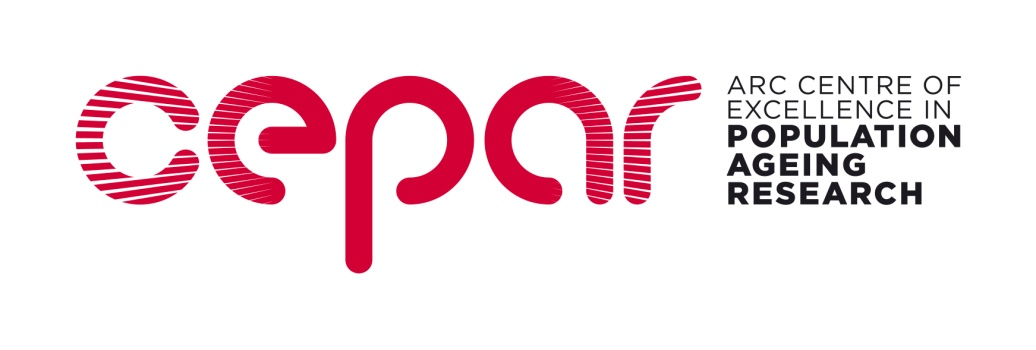 cepar
ARC CENTRE OF
EXCELLENCE IN
POPULATION
AGEING
RESEARCH